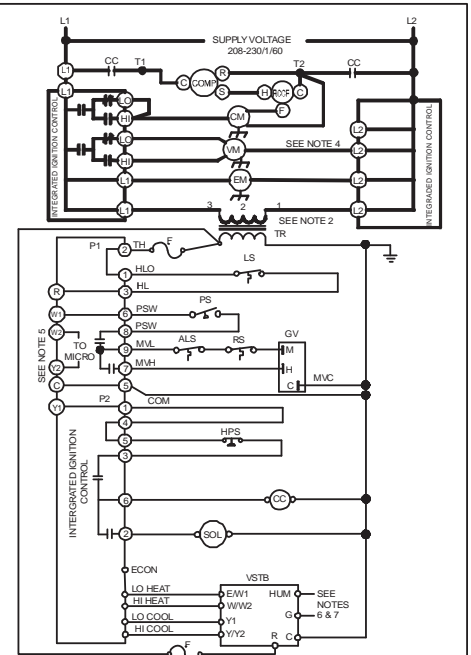 L1 L2
SUPPLY VOLTAGE
208-230/1/60
CC T1 T2 CC
L1 C COMP R S H RCCF C
L1 LO HI CM F
INTEGRATED IGNITION CONTROL
INTEGRADED IGNITION CONTROL
L2
LO HI VM SEE NOTE 4 L2
L1 EM L2
L1 3 2 1 L2
SEE NOTE 2
TR
P1 2 TH F
1 HLO LS
R 3 HL
W1 6 PSW PS
W2 8 PSW
TO
MICRO
SEE NOTE 5
9 MVL ALS RS GV M
Y2 7 MVH H
C 5 C MVC
Y1 P2 1 COM
4
5 HPS
3
INTERGRATED IGNITION
CONTROL
6 CC
2 SOL
ECON
VSTB
LO HEAT E/W1 HUM SEE
HI HEAT W/W2 G NOTES
6 & 7
LO COOL Y1
HI COOL Y/Y2 R C
F